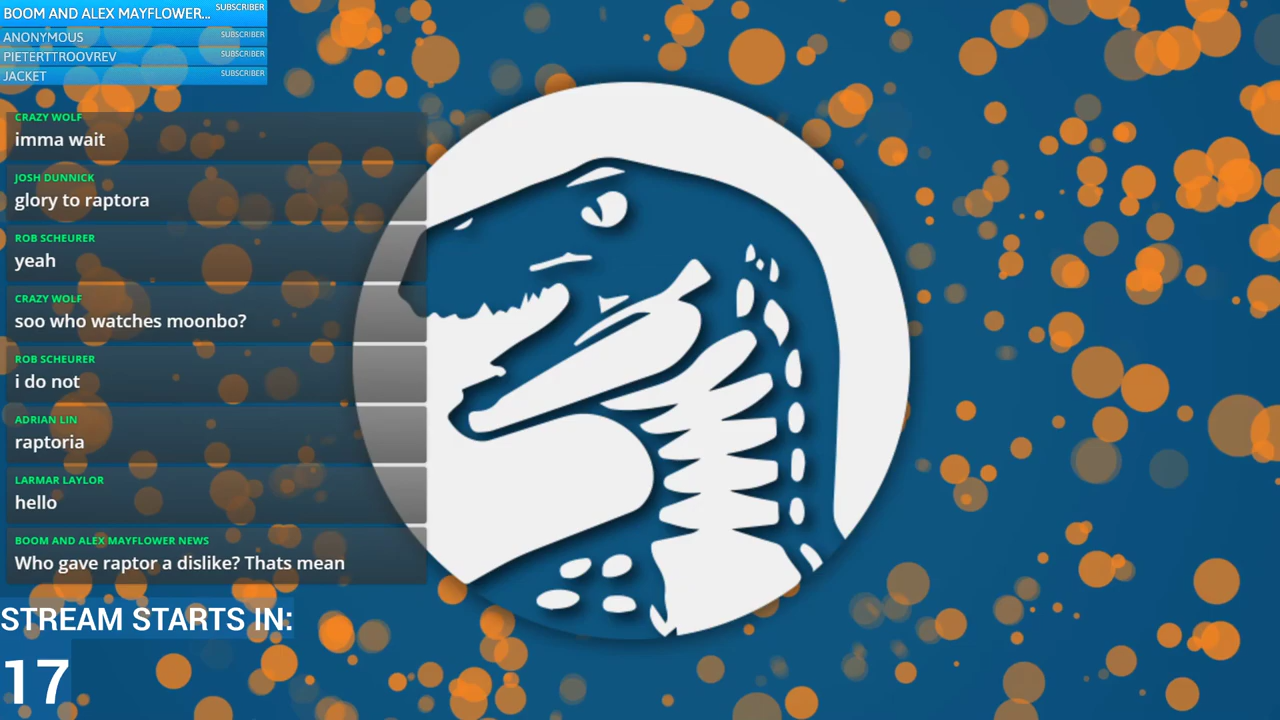 BOOM AND ALEX MAYFLOWER... SUBSCRIBER
ANONYMOUS SUBSCRIBER
PIETERTTROOVREV SUBSCRIBER
JACKET SUBSCRIBER
CRAZY WOLF
imma wait
JOSH DUNNICK
glory to raptora
ROB SCHEURER
yeah
CRAZY WOLF
soo who watches moonbo?
ROB SCHEURER
i do not
ADRIAN LIN
raptoria
LARMAR LAYLOR
hello
BOOM AND ALEX MAYFLOWER NEWS
Who gave raptor a dislike? Thats mean
STREAM STARTS IN:
17